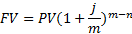 FV = PV(1 + j/m)^{m−n}